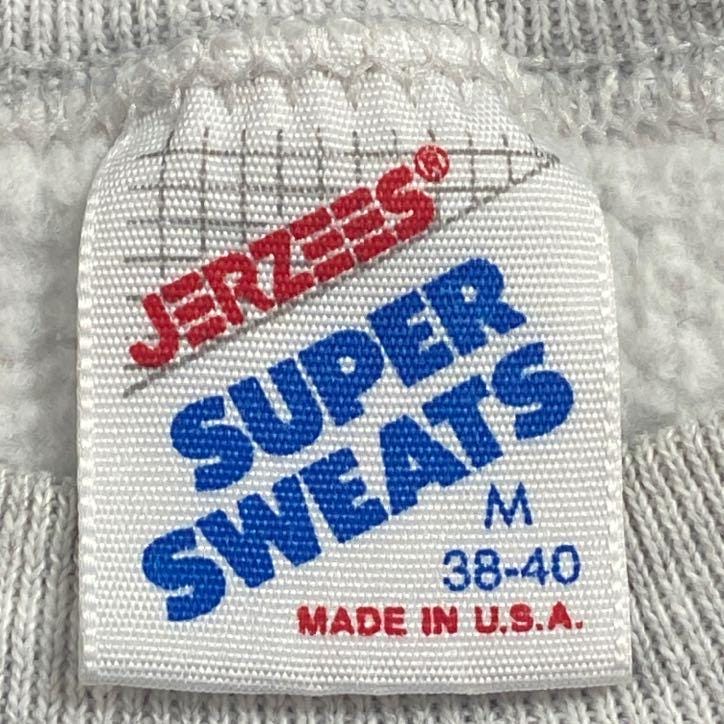 JERZEES®
SUPER
SWEATS
M
38-40
MADE IN U.S.A.